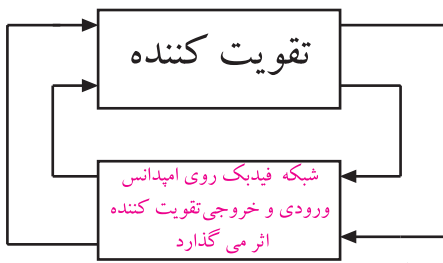 تقویت کننده
شبکه فیدبک روی امپدانس
ورودی و خروجی تقویت کننده
اثر می گذارد